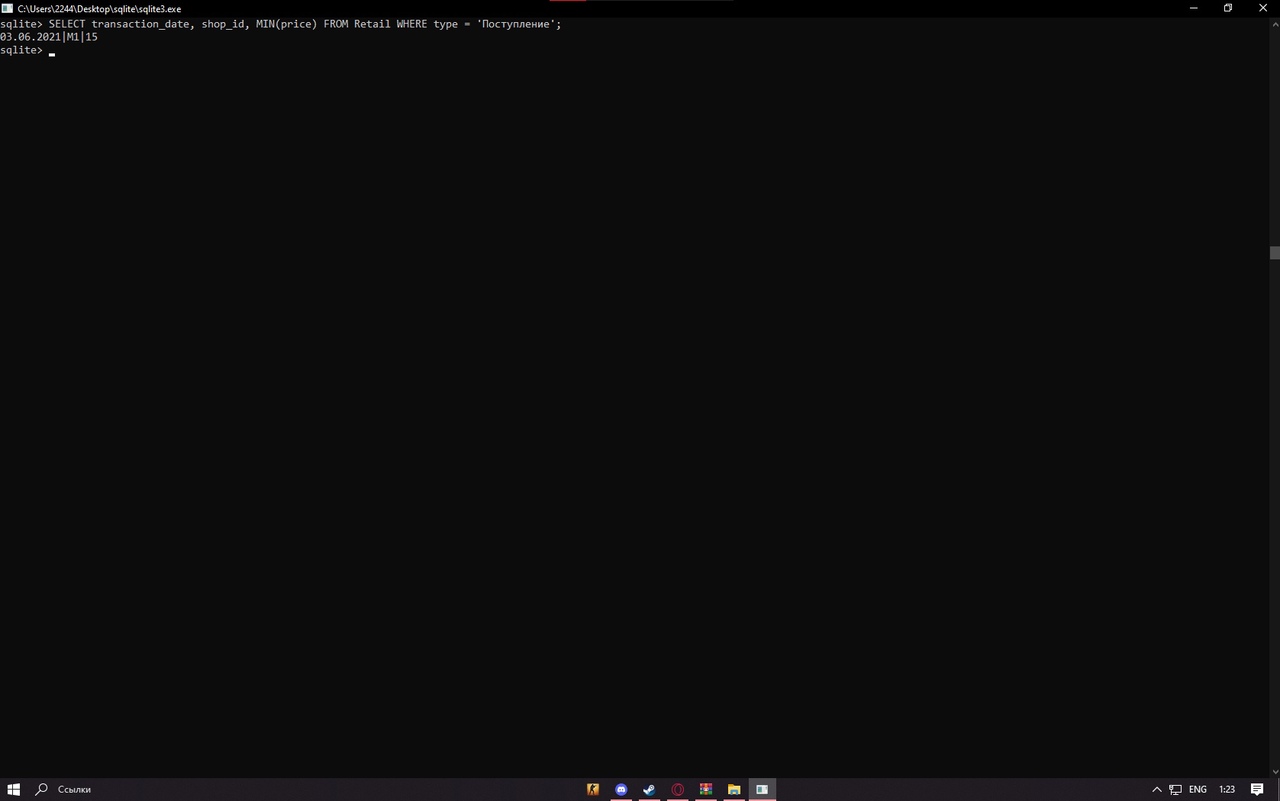 C:\Users\2244\Desktop\sqlite\sqlite3.exe
sqlite> SELECT transaction_date, shop_id, MIN(price) FROM Retail WHERE type = 'Поступление';
03.06.2021|M1|15
sqlite>
Ссылки
ENG
1:23